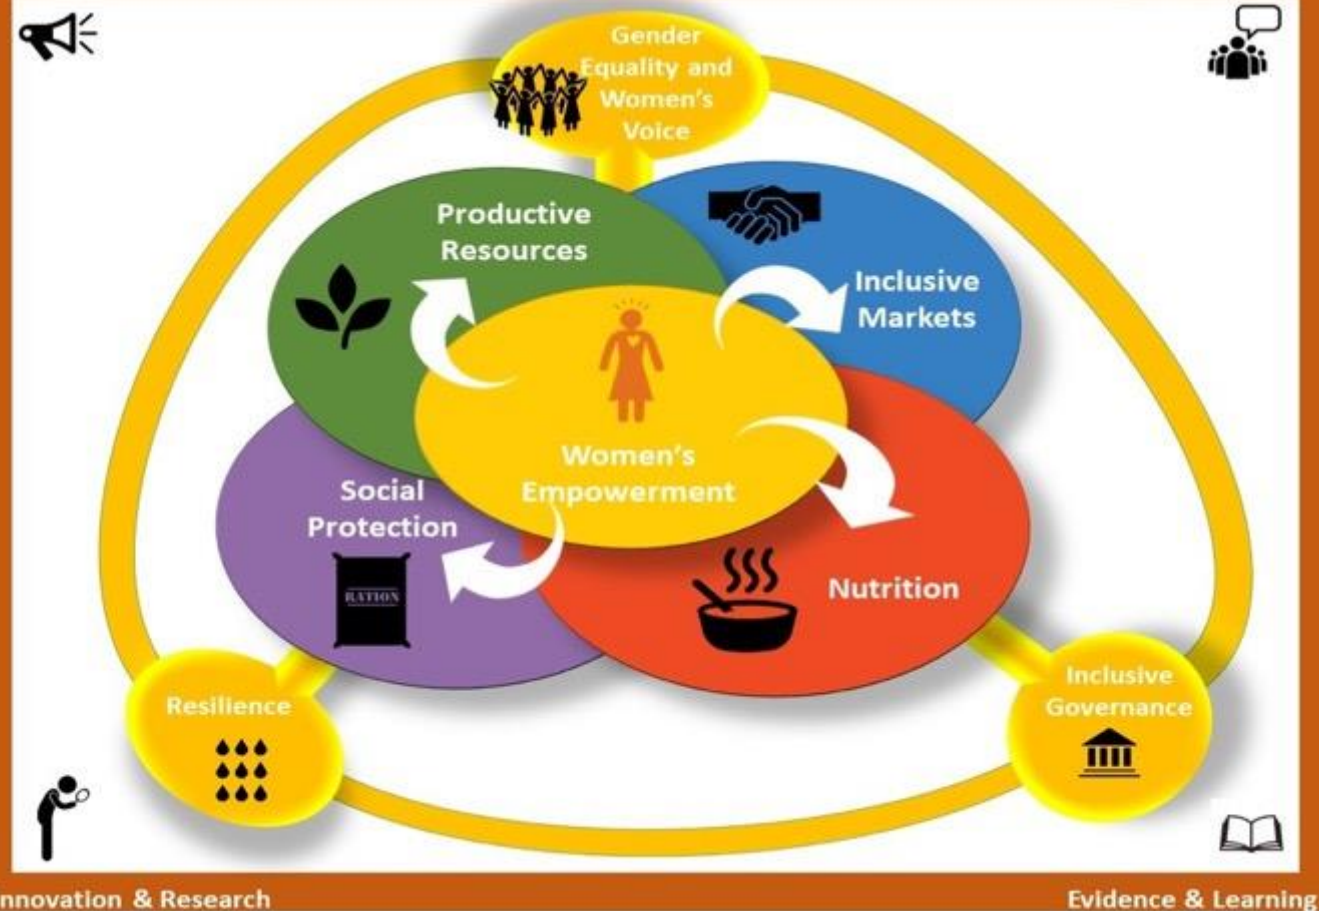 Gender
Equality and
Women's
Voice
Productive
Resources
Inclusive
Markets
Women's
Empowerment
Social
Protection
RATION
Nutrition
Resilience
Inclusive
Governance
nnovation & Research
Evidence & Learning